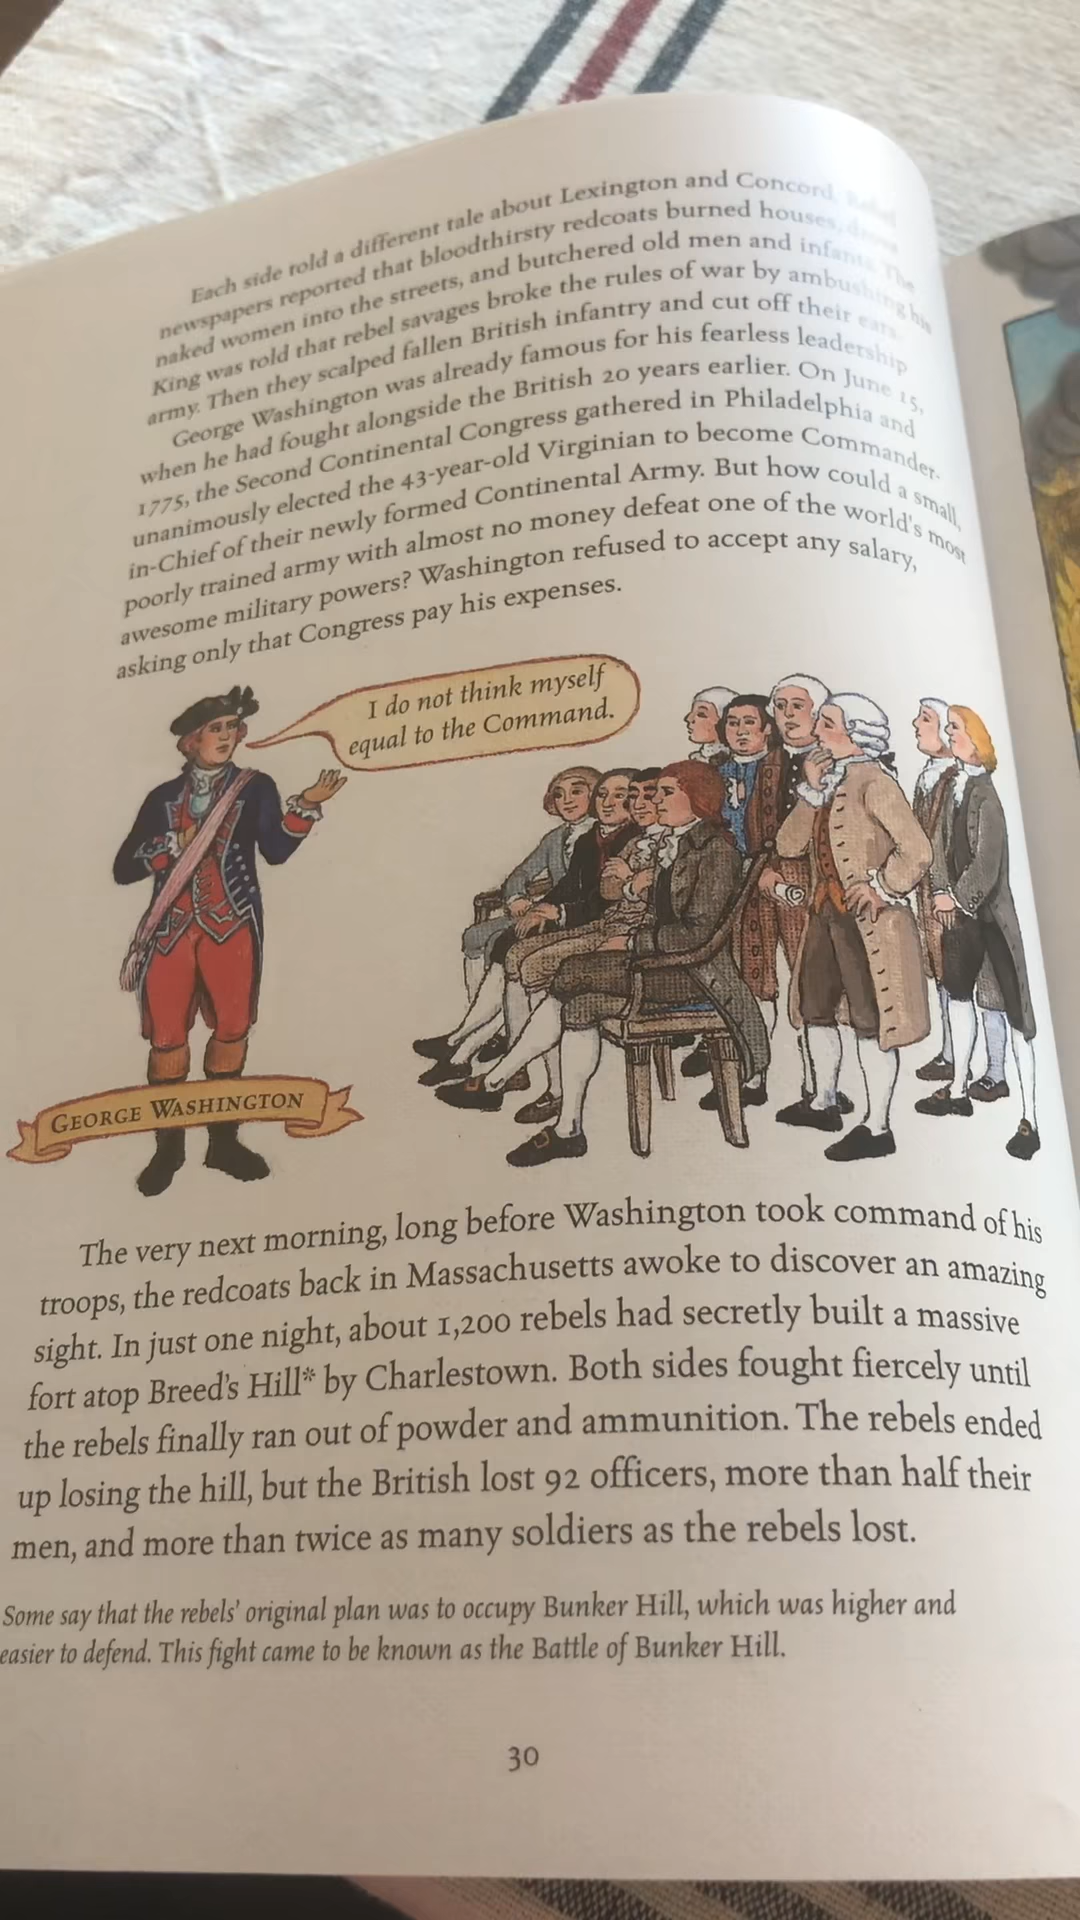 Each side told a different tale about Lexington and Concord. Rebel
newspapers reported that bloodthirsty redcoats burned houses, drove
naked women into the streets, and butchered old men and infants. The
King was told that rebel savages broke the rules of war by ambushing his
army. Then they scalped fallen British infantry and cut off their ears.
George Washington was already famous for his fearless leadership
when he had fought alongside the British 20 years earlier. On June 15,
1775, the Second Continental Congress gathered in Philadelphia and
unanimously elected the 43-year-old Virginian to become Commander-
in-Chief of their newly formed Continental Army. But how could a small,
poorly trained army with almost no money defeat one of the world's most
awesome military powers? Washington refused to accept any salary,
asking only that Congress pay his expenses.
I do not think myself
equal to the Command.
GEORGE WASHINGTON
The very next morning, long before Washington took command of his
troops, the redcoats back in Massachusetts awoke to discover an amazing
sight. In just one night, about 1,200 rebels had secretly built a massive
fort atop Breed's Hill* by Charlestown. Both sides fought fiercely until
the rebels finally ran out of powder and ammunition. The rebels ended
up losing the hill, but the British lost 92 officers, more than half their
men, and more than twice as many soldiers as the rebels lost.
Some say that the rebels' original plan was to occupy Bunker Hill, which was higher and
easier to defend. This fight came to be known as the Battle of Bunker Hill.
30